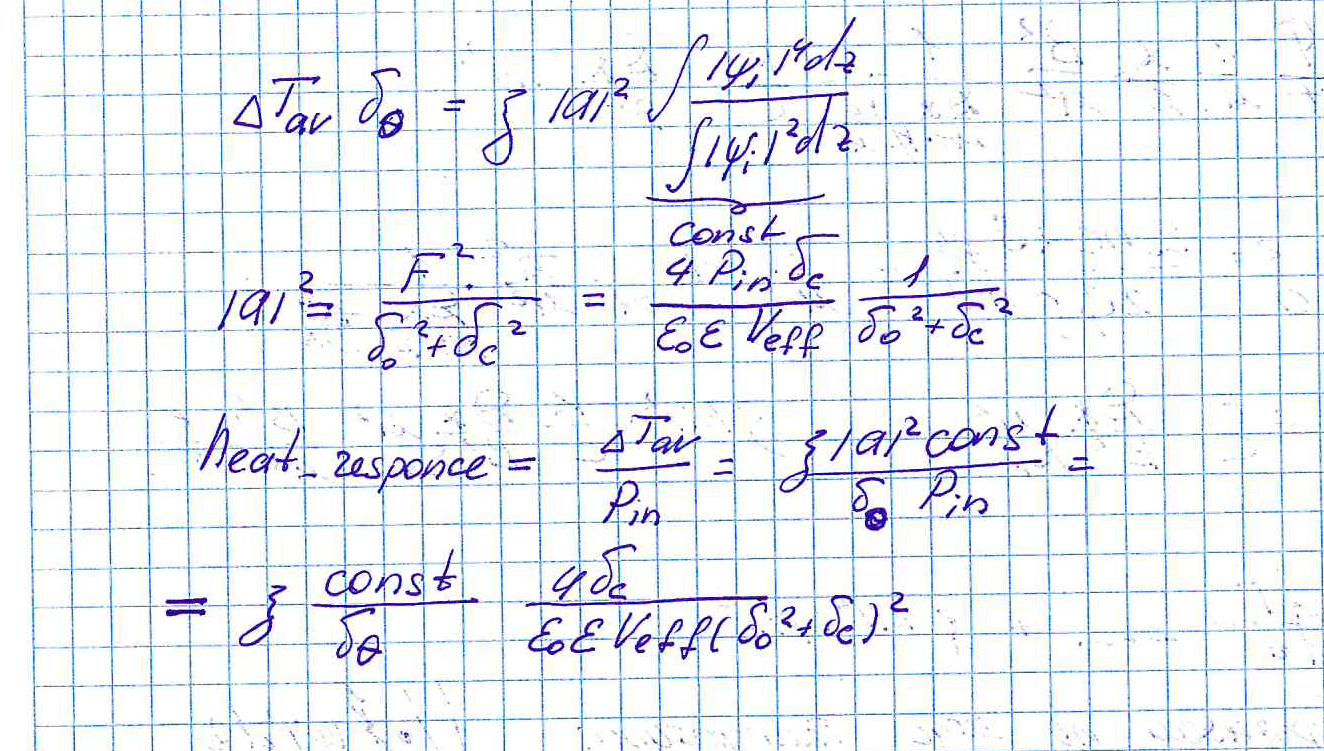 ΔT_av δ_θ = ξ |a|² ∫ |ψ_i|⁴dz / ∫ |ψ_i|²dz
const
|a|² = F² / (δ_0² + δ_c²) = (4 P_in δ_c / (ε_0 ε V_eff)) (1 / (δ_0² + δ_c²))
heat_responce = ΔT_av / P_in = ξ|a|² const / (δ_θ P_in) =
= ξ (const / δ_θ) (4δ_c / (ε_0 ε V_eff (δ_0² + δ_c)²))